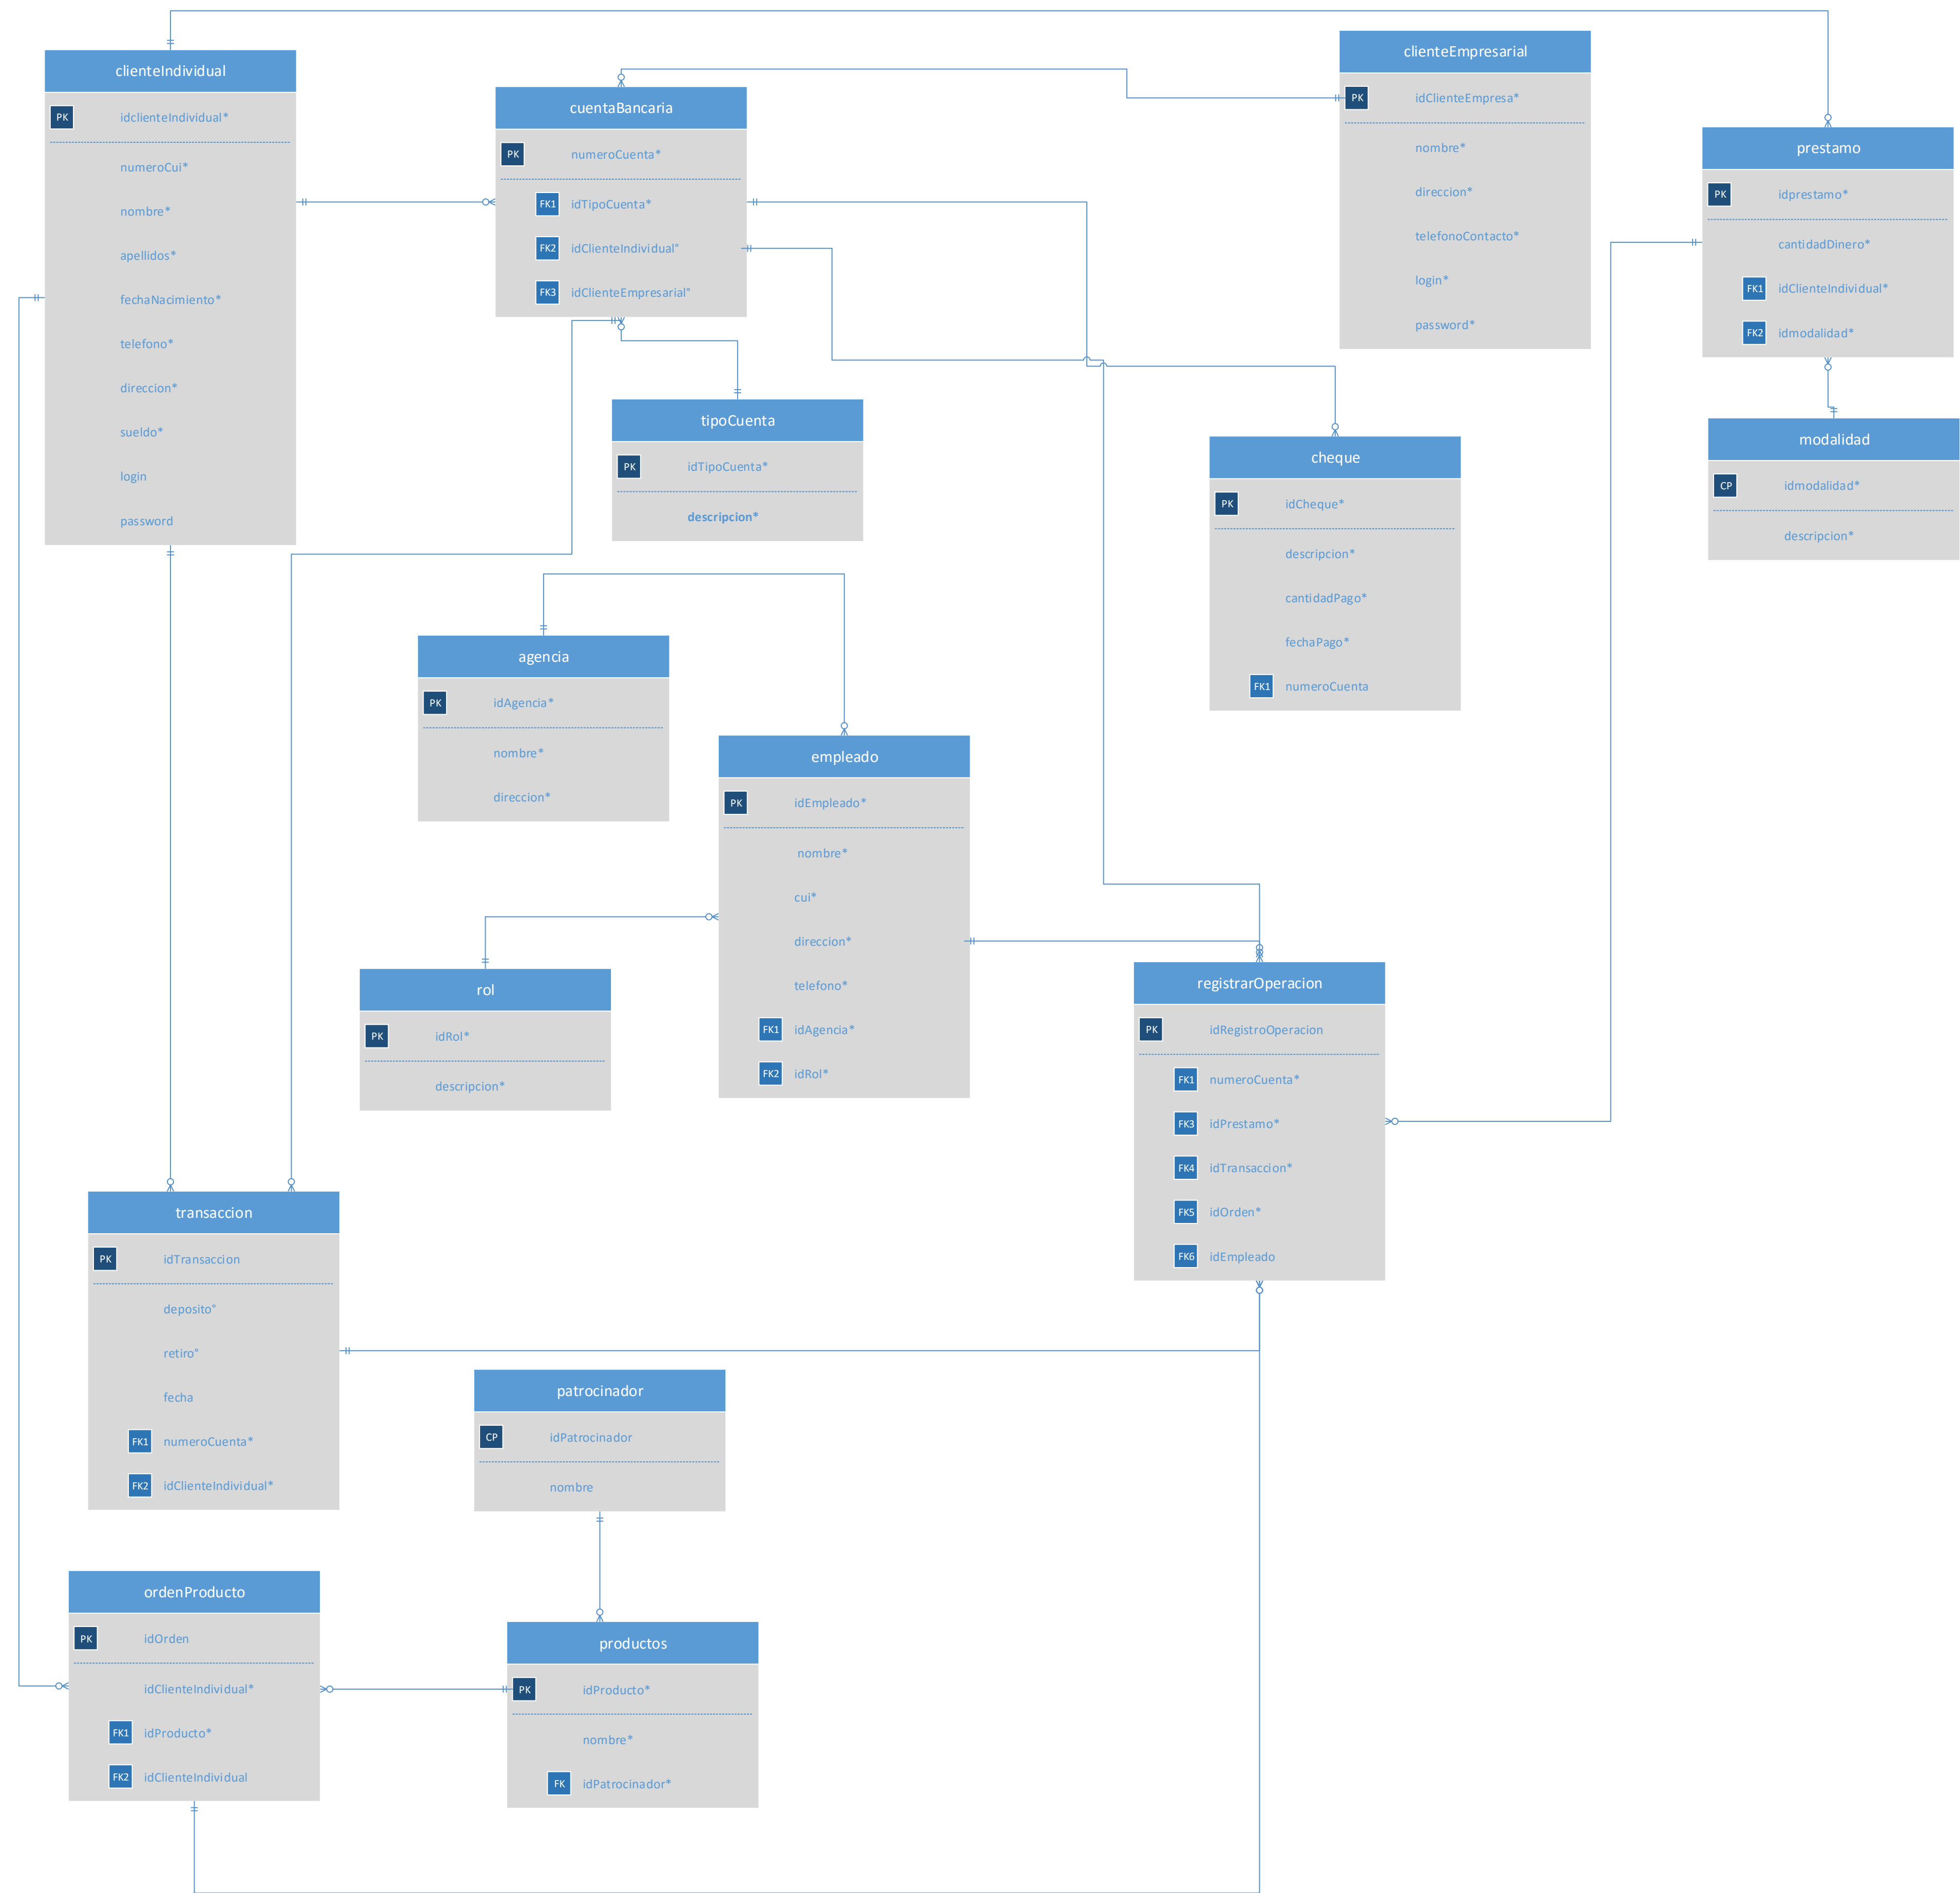 clienteIndividual
PK idclienteIndividual*
numeroCui*
nombre*
apellidos*
fechaNacimiento*
telefono*
direccion*
sueldo*
login
password
cuentaBancaria
PK numeroCuenta*
FK1 idTipoCuenta*
FK2 idClienteIndividual°
FK3 idClienteEmpresarial°
clienteEmpresarial
PK idClienteEmpresa*
nombre*
direccion*
telefonoContacto*
login*
password*
prestamo
PK idprestamo*
cantidadDinero*
FK1 idClienteIndividual*
FK2 idmodalidad*
tipoCuenta
PK idTipoCuenta*
descripcion*
cheque
PK idCheque*
descripcion*
cantidadPago*
fechaPago*
FK1 numeroCuenta
modalidad
CP idmodalidad*
descripcion*
agencia
PK idAgencia*
nombre*
direccion*
empleado
PK idEmpleado*
nombre*
cui*
direccion*
telefono*
FK1 idAgencia*
FK2 idRol*
rol
PK idRol*
descripcion*
registrarOperacion
PK idRegistroOperacion
FK1 numeroCuenta*
FK3 idPrestamo*
FK4 idTransaccion*
FK5 idOrden*
FK6 idEmpleado
transaccion
PK idTransaccion
deposito°
retiro°
fecha
FK1 numeroCuenta*
FK2 idClienteIndividual*
patrocinador
CP idPatrocinador
nombre
ordenProducto
PK idOrden
idClienteIndividual*
FK1 idProducto*
FK2 idClienteIndividual
productos
PK idProducto*
nombre*
FK idPatrocinador*